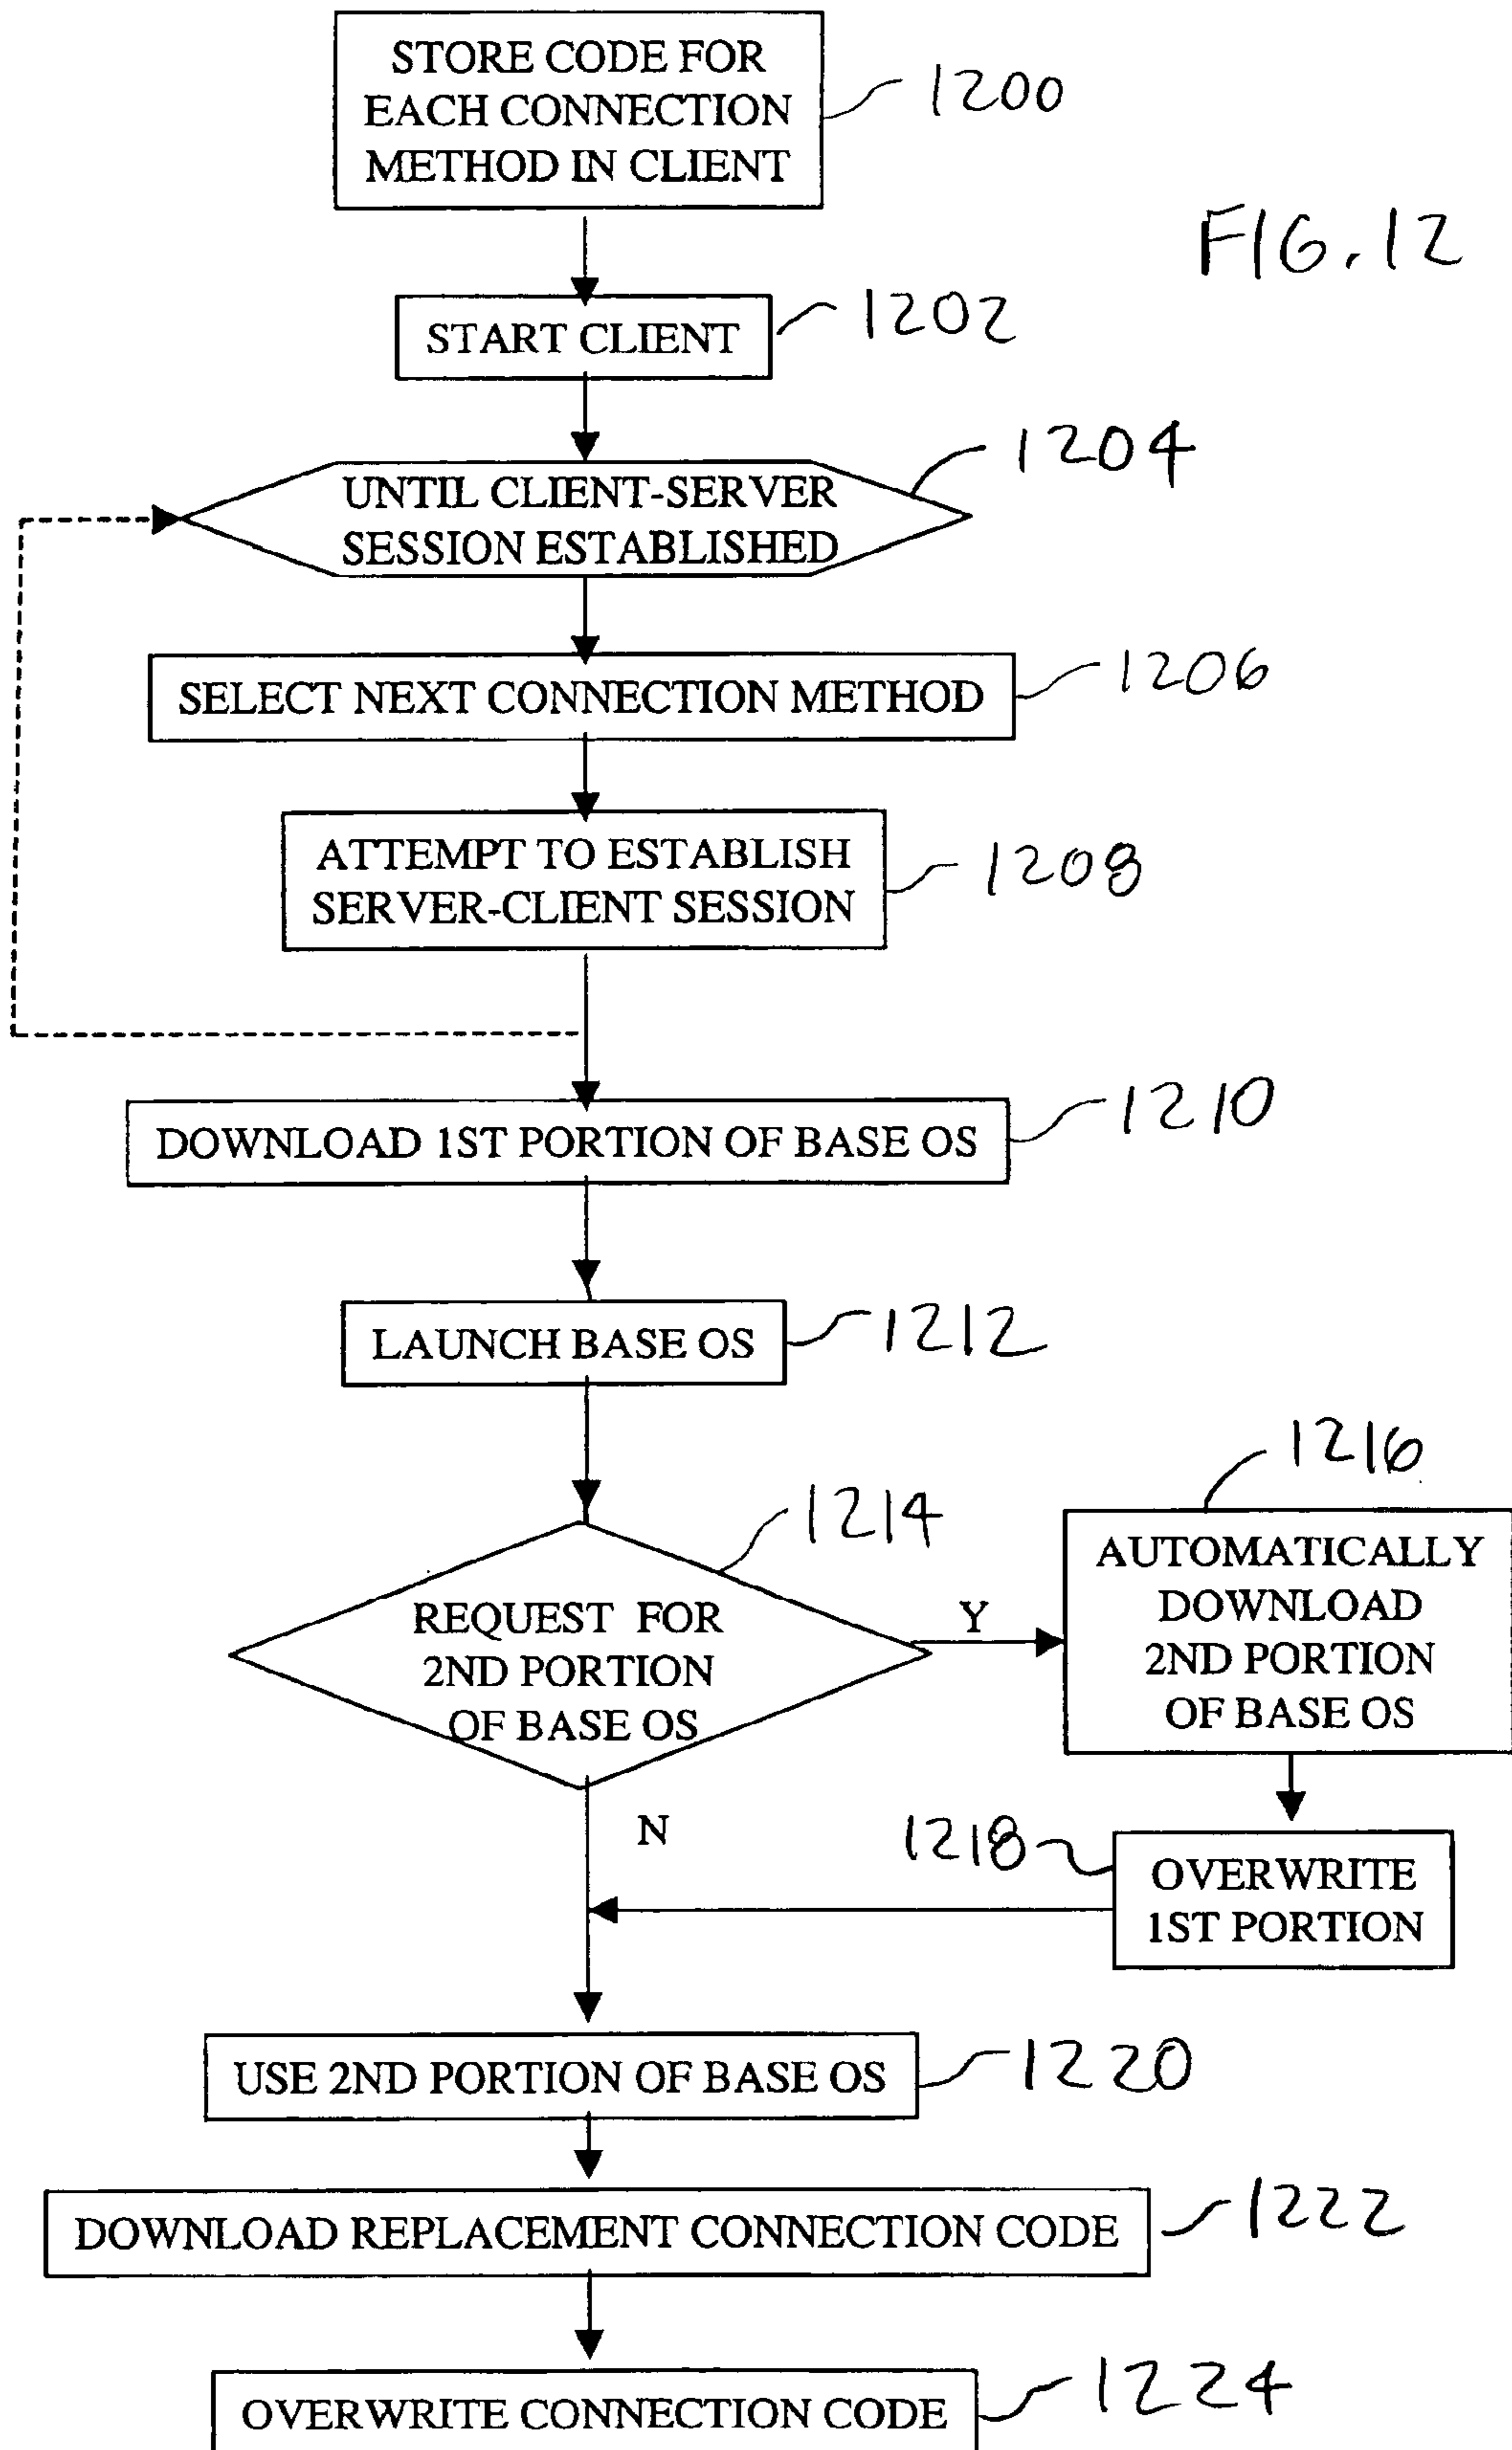 STORE CODE FOR
EACH CONNECTION
METHOD IN CLIENT
1200
FIG. 12
START CLIENT
1202
UNTIL CLIENT-SERVER
SESSION ESTABLISHED
1204
SELECT NEXT CONNECTION METHOD
1206
ATTEMPT TO ESTABLISH
SERVER-CLIENT SESSION
1208
DOWNLOAD 1ST PORTION OF BASE OS
1210
LAUNCH BASE OS
1212
REQUEST FOR
2ND PORTION
OF BASE OS
1214
Y
1216
AUTOMATICALLY
DOWNLOAD
2ND PORTION
OF BASE OS
N
1218
OVERWRITE
1ST PORTION
USE 2ND PORTION OF BASE OS
1220
DOWNLOAD REPLACEMENT CONNECTION CODE
1222
OVERWRITE CONNECTION CODE
1224